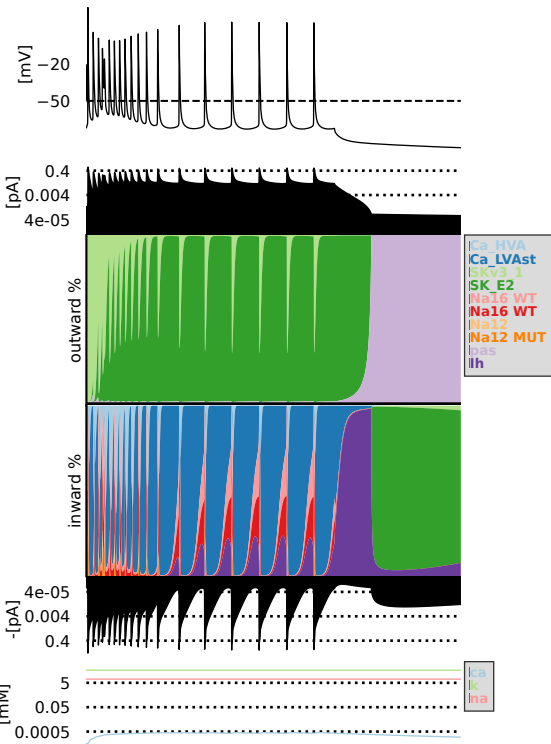 [mV]
−20
−50
[pA]
0.4
0.004
4e-05
outward %
Ca_HVA
Ca_LVAst
SKv3_1
SK_E2
Na16 WT
Na16 WT
Na12
Na12 MUT
pas
Ih
inward %
-[pA]
4e-05
0.004
0.4
[mM]
5
0.05
0.0005
ca
k
na